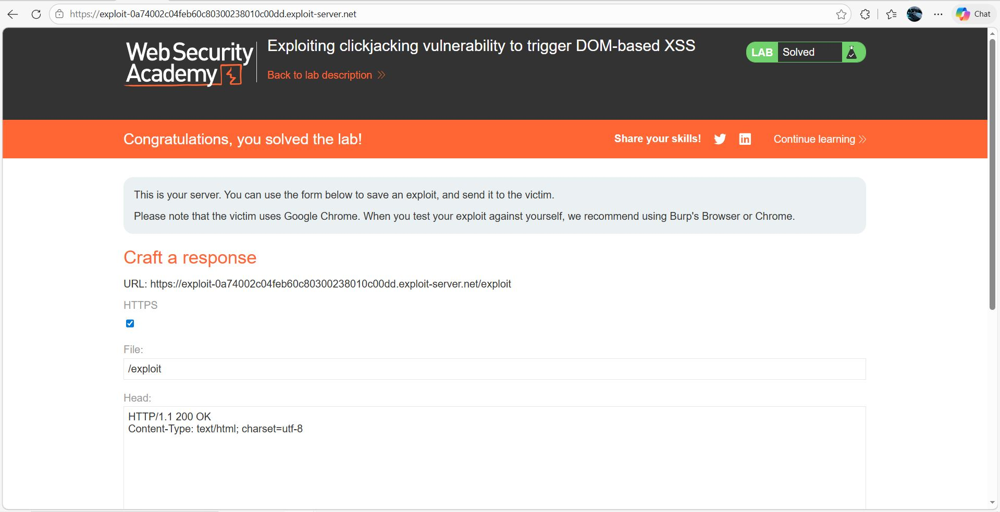 https://exploit-0a74002c04feb60c80300238010c00dd.exploit-server.net
Chat
Web Security
Academy
Exploiting clickjacking vulnerability to trigger DOM-based XSS
Back to lab description
LAB Solved
Congratulations, you solved the lab!
Share your skills!
Continue learning
This is your server. You can use the form below to save an exploit, and send it to the victim.
Please note that the victim uses Google Chrome. When you test your exploit against yourself, we recommend using Burp's Browser or Chrome.
Craft a response
URL: https://exploit-0a74002c04feb60c80300238010c00dd.exploit-server.net/exploit
HTTPS
File:
/exploit
Head:
HTTP/1.1 200 OK
Content-Type: text/html; charset=utf-8